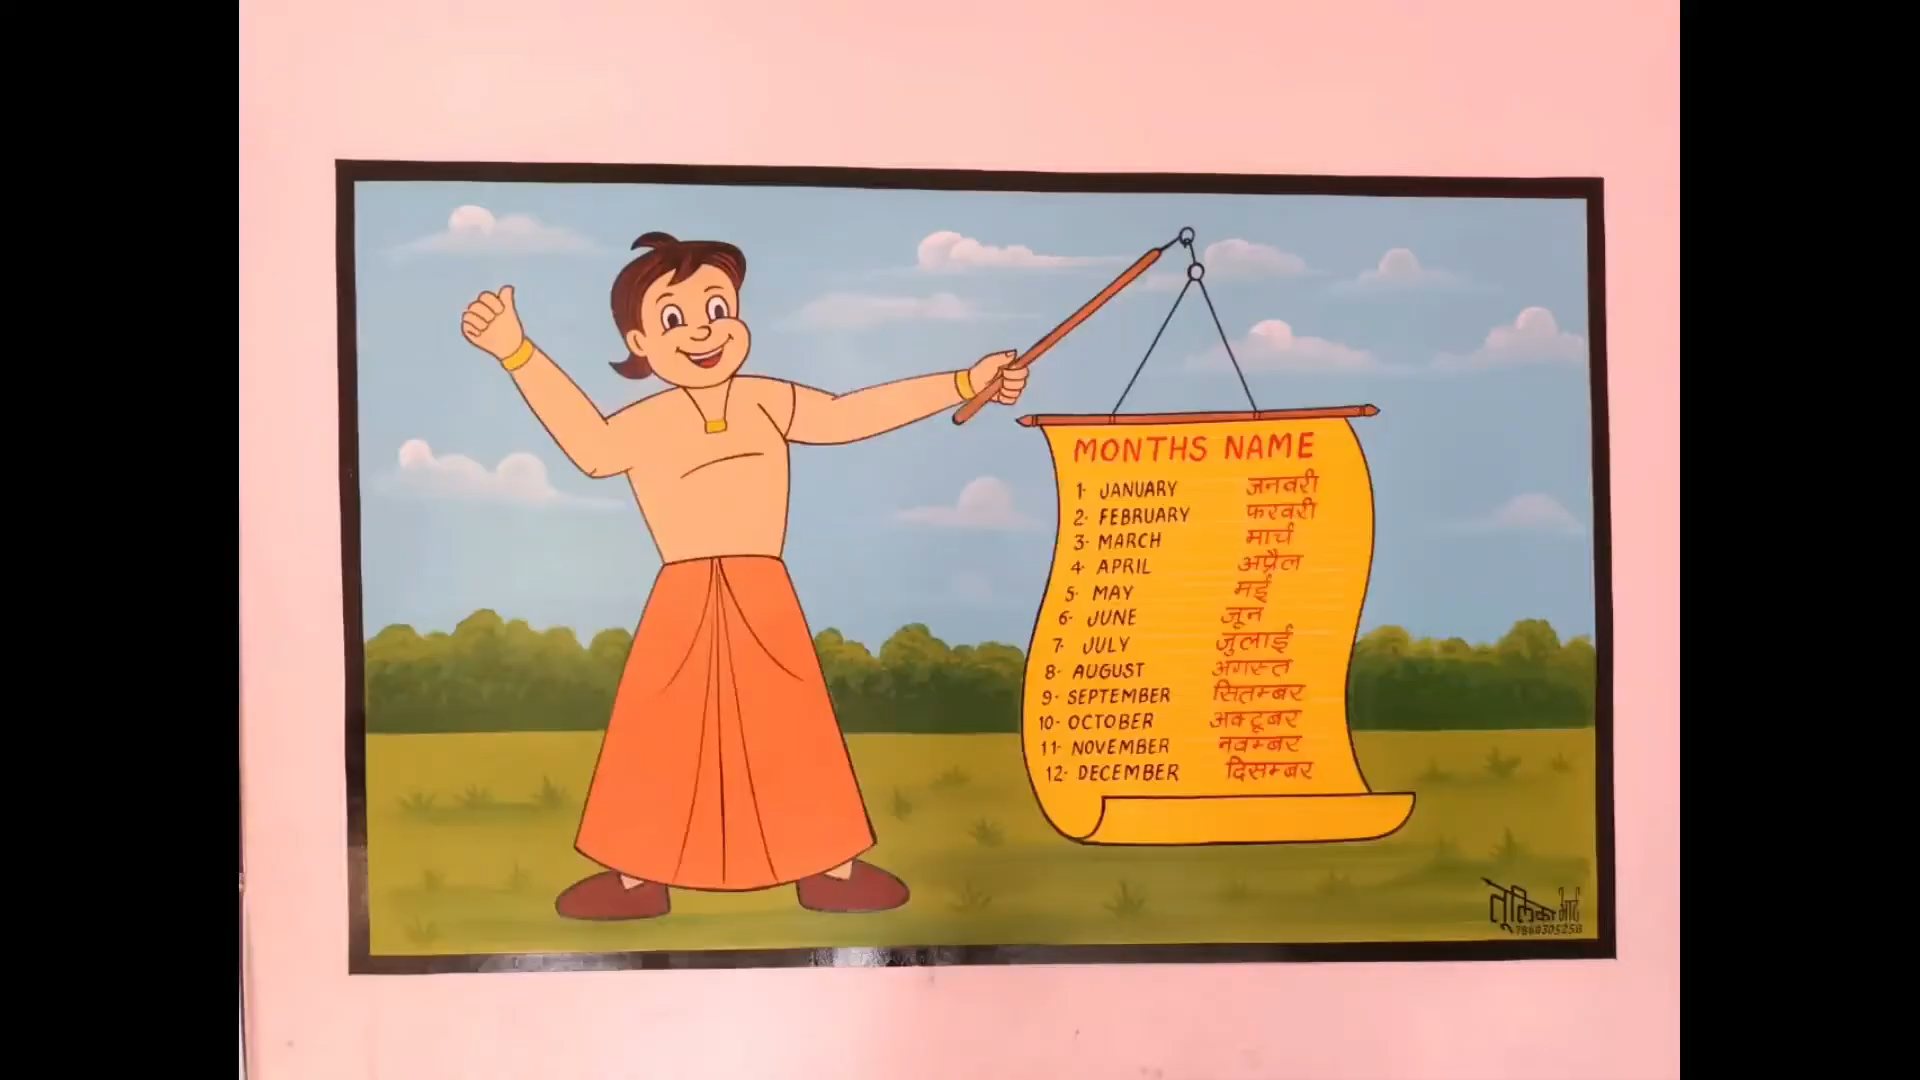 MONTHS NAME
1- JANUARY जनवरी
2- FEBRUARY फरवरी
3- MARCH मार्च
4- APRIL अप्रैल
5- MAY मई
6- JUNE जून
7- JULY जुलाई
8- AUGUST अगस्त
9- SEPTEMBER सितम्बर
10- OCTOBER अक्टूबर
11- NOVEMBER नवम्बर
12- DECEMBER दिसम्बर
तूलिका आर्ट